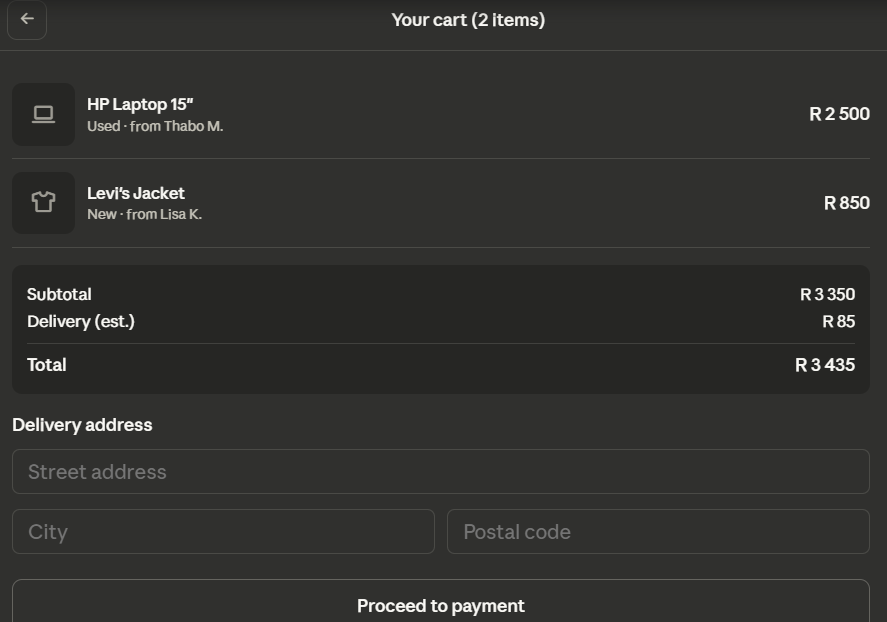 Your cart (2 items)
HP Laptop 15"
R 2 500
Used · from Thabo M.
Levi's Jacket
R 850
New · from Lisa K.
Subtotal R 3 350
Delivery (est.) R 85
Total R 3 435
Delivery address
Street address
City Postal code
Proceed to payment